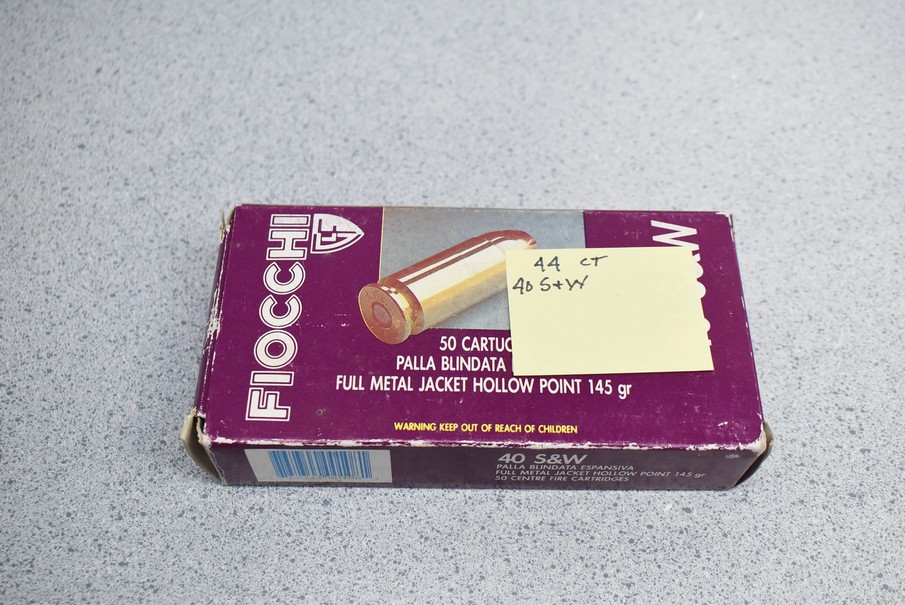 FIOCCHI
44 CT
40 S+W
50 CARTUC
PALLA BLINDATA
FULL METAL JACKET HOLLOW POINT 145 gr
WARNING KEEP OUT OF REACH OF CHILDREN
40 S&W
PALLA BLINDATA ESPANSIVA
FULL METAL JACKET HOLLOW POINT 145 gr
50 CENTRE FIRE CARTRIDGES